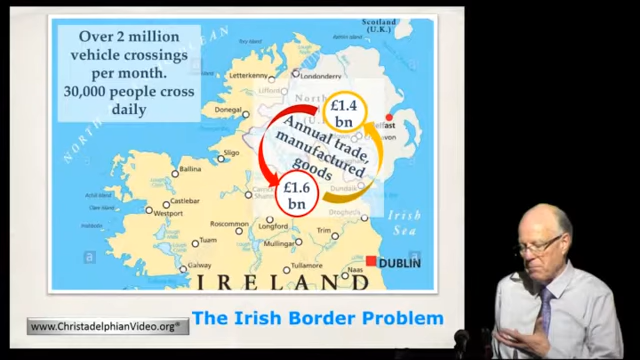 Over 2 million
vehicle crossings
per month.
30,000 people cross
daily
Scotland
(U.K.)
Londonderry
Letterkenny
Lifford
Donegal
£1.4
bn
Annual trade,
manufactured
goods
£1.6
bn
Sligo
Ballina
Castlebar
Westport
Dundalk
Drogheda
Longford
Roscommon
Trim
Mullingar
Tuam
Galway
Tullamore
Naas
Irish
Sea
DUBLIN
IRELAND
www.ChristadelphianVideo.org®
The Irish Border Problem